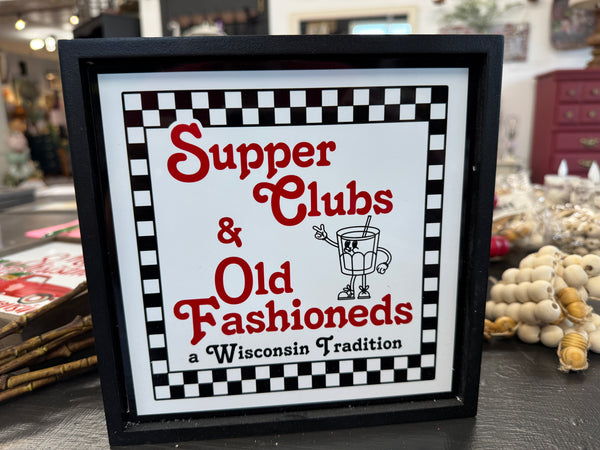 Supper
Clubs
&
Old
Fashioneds
a Wisconsin Tradition